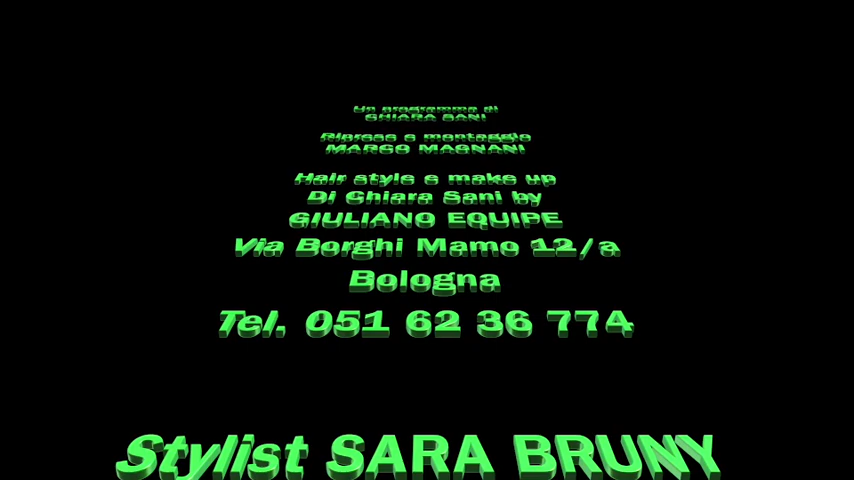 Un programma di
CHIARA SANI
Riprese e montaggio
MARCO MAGNANI
Hair style e make up
Di Chiara Sani by
GIULIANO EQUIPE
Via Borghi Mamo 12/a
Bologna
Tel. 051 62 36 774
Stylist SARA BRUNY